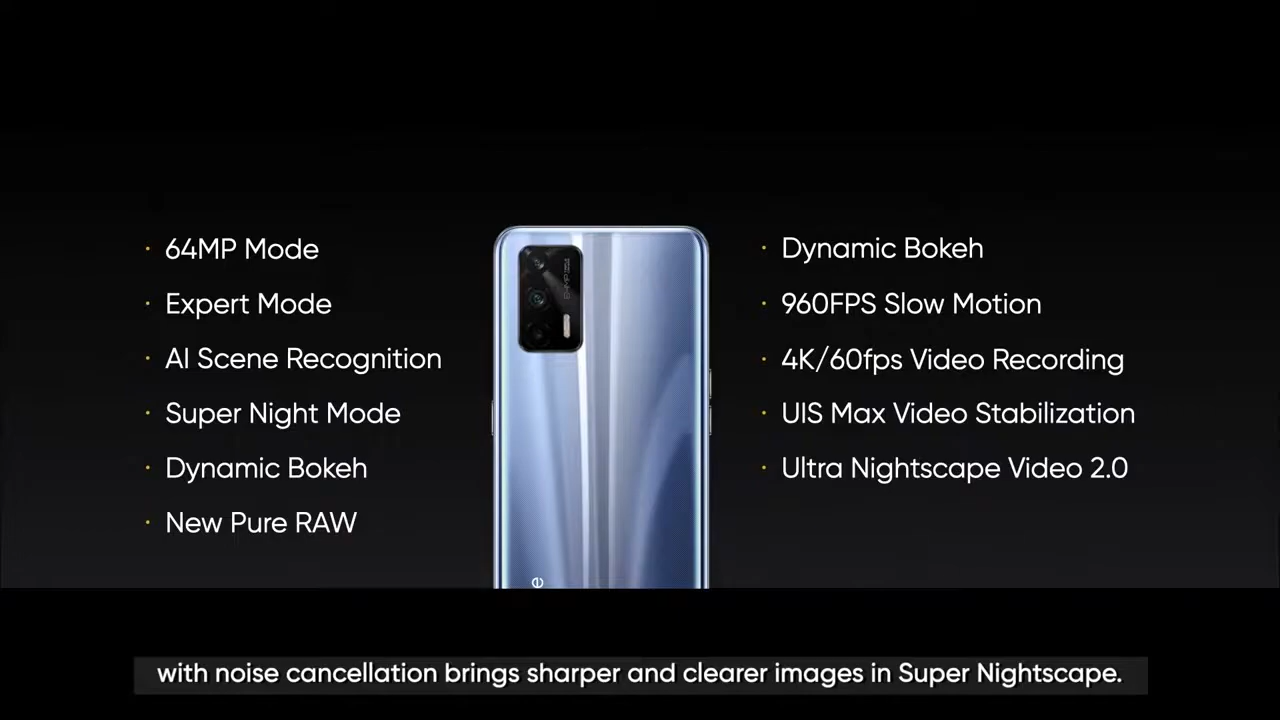 64MP Mode
Expert Mode
AI Scene Recognition
Super Night Mode
Dynamic Bokeh
New Pure RAW
e
Dynamic Bokeh
960FPS Slow Motion
4K/60fps Video Recording
UIS Max Video Stabilization
Ultra Nightscape Video 2.0
with noise cancellation brings sharper and clearer images in Super Nightscape.